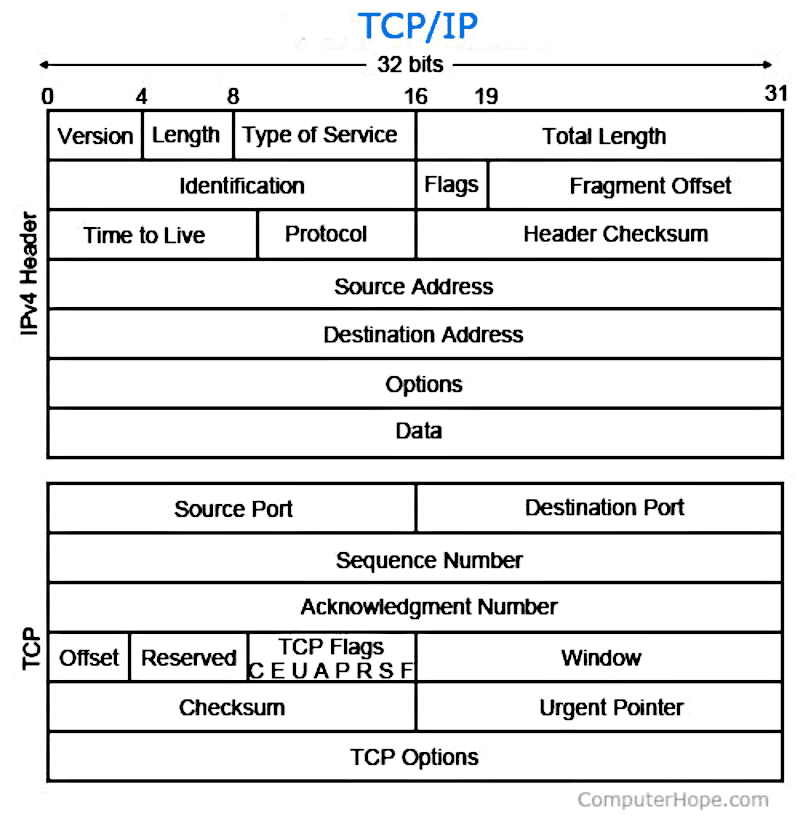 TCP/IP
32 bits
0 4 8 16 19 31
Version Length Type of Service Total Length
Identification Flags Fragment Offset
Time to Live Protocol Header Checksum
Source Address
Destination Address
Options
Data
IPv4 Header
Source Port Destination Port
Sequence Number
Acknowledgment Number
Offset Reserved TCP Flags Window
C E U A P R S F
Checksum Urgent Pointer
TCP Options
TCP
ComputerHope.com